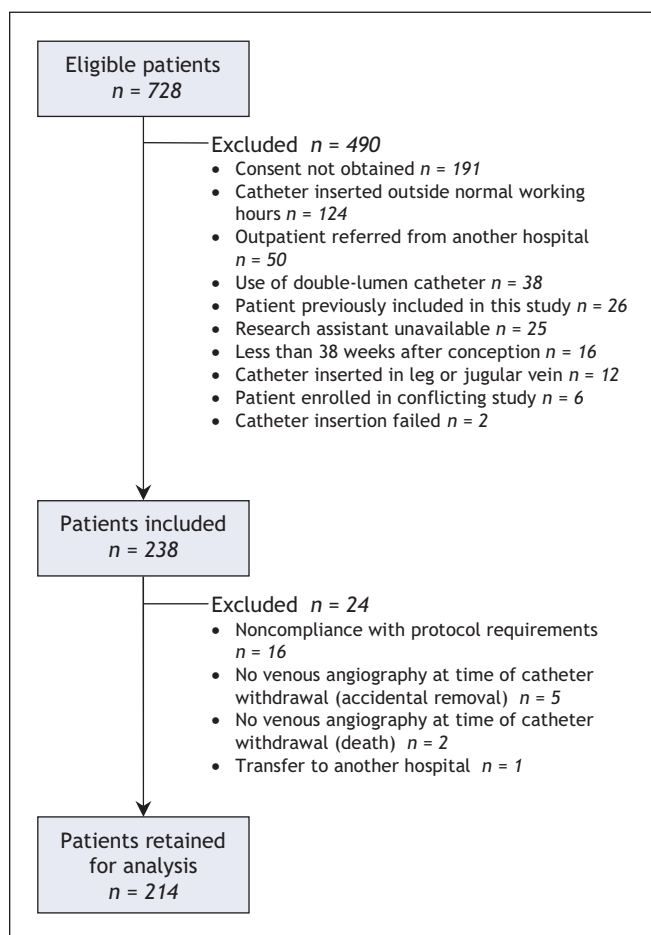 Eligible patients
n = 728
Excluded n = 490
• Consent not obtained n = 191
• Catheter inserted outside normal working
hours n = 124
• Outpatient referred from another hospital
n = 50
• Use of double-lumen catheter n = 38
• Patient previously included in this study n = 26
• Research assistant unavailable n = 25
• Less than 38 weeks after conception n = 16
• Catheter inserted in leg or jugular vein n = 12
• Patient enrolled in conflicting study n = 6
• Catheter insertion failed n = 2
Patients included
n = 238
Excluded n = 24
• Noncompliance with protocol requirements
n = 16
• No venous angiography at time of catheter
withdrawal (accidental removal) n = 5
• No venous angiography at time of catheter
withdrawal (death) n = 2
• Transfer to another hospital n = 1
Patients retained
for analysis
n = 214